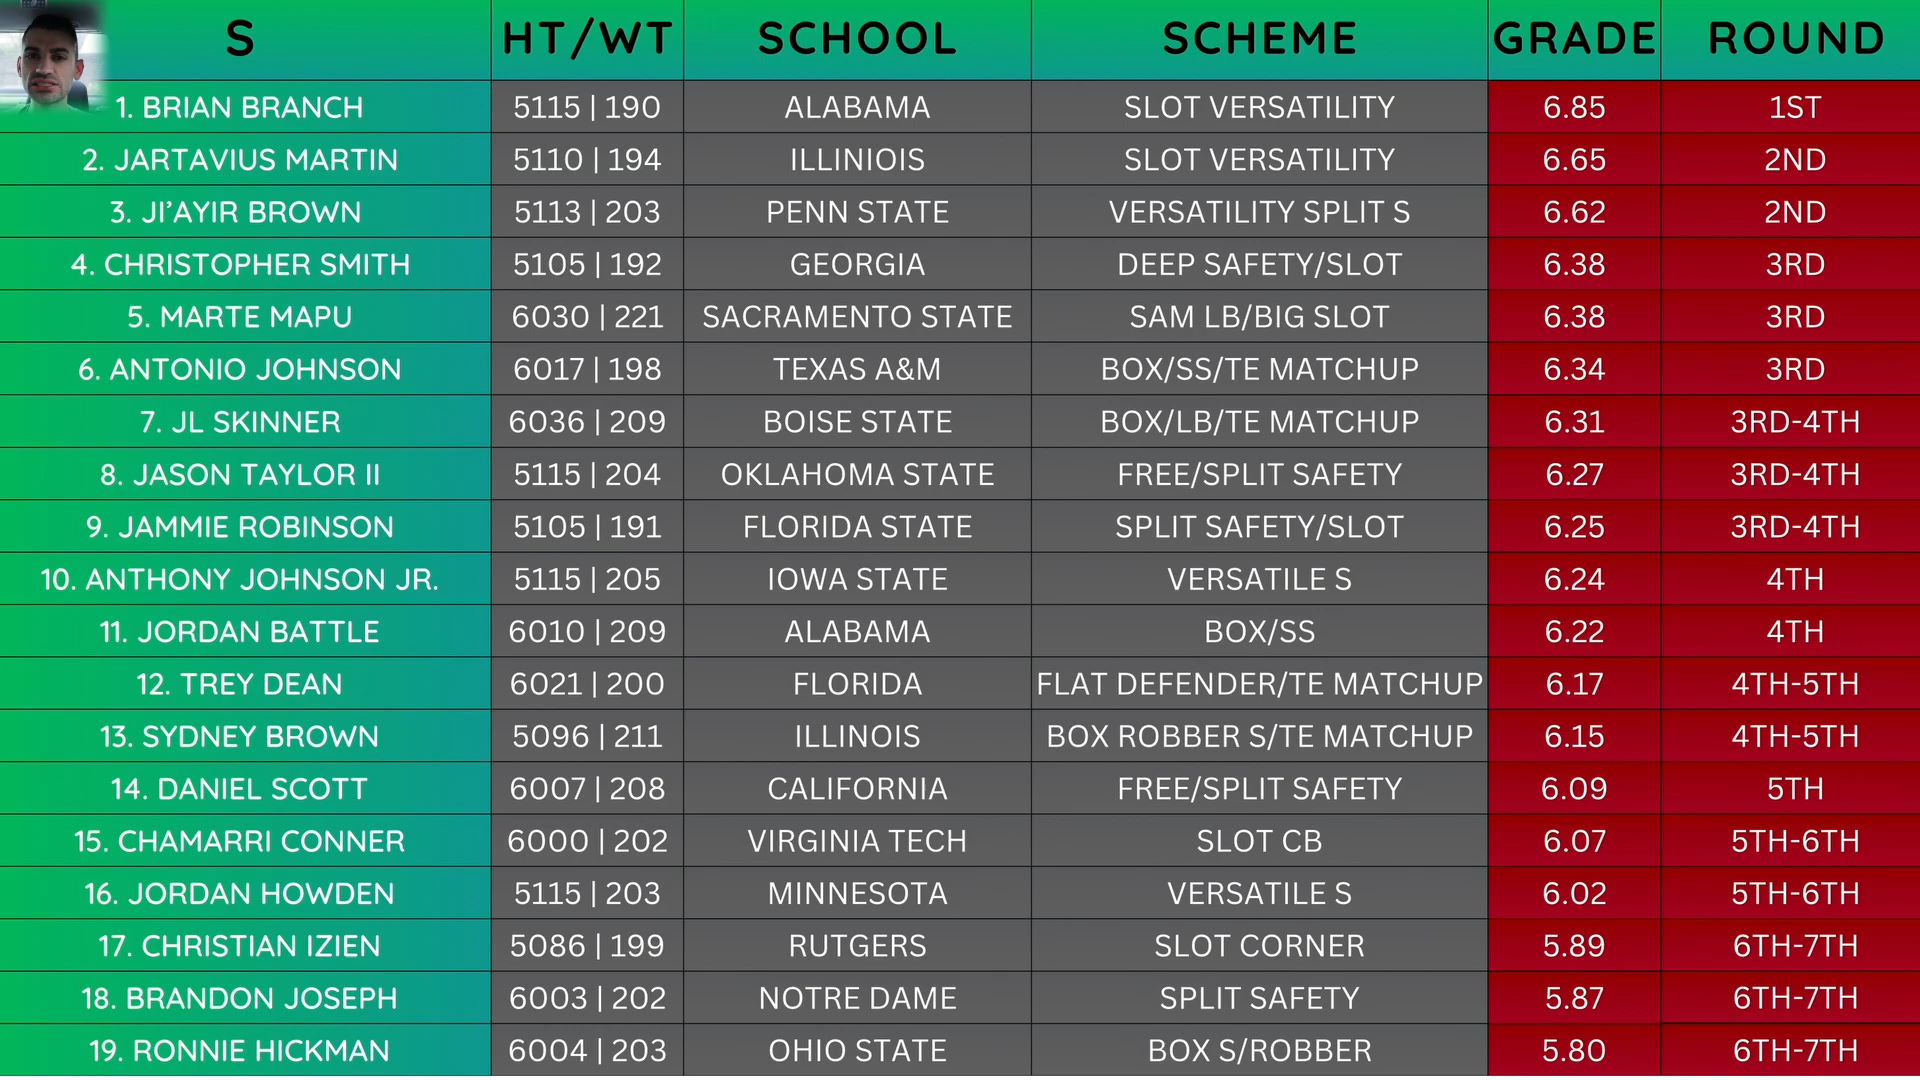 S HT/WT SCHOOL SCHEME GRADE ROUND
1. BRIAN BRANCH 5115 | 190 ALABAMA SLOT VERSATILITY 6.85 1ST
2. JARTAVIUS MARTIN 5110 | 194 ILLINIOIS SLOT VERSATILITY 6.65 2ND
3. JI'AYIR BROWN 5113 | 203 PENN STATE VERSATILITY SPLIT S 6.62 2ND
4. CHRISTOPHER SMITH 5105 | 192 GEORGIA DEEP SAFETY/SLOT 6.38 3RD
5. MARTE MAPU 6030 | 221 SACRAMENTO STATE SAM LB/BIG SLOT 6.38 3RD
6. ANTONIO JOHNSON 6017 | 198 TEXAS A&M BOX/SS/TE MATCHUP 6.34 3RD
7. JL SKINNER 6036 | 209 BOISE STATE BOX/LB/TE MATCHUP 6.31 3RD-4TH
8. JASON TAYLOR II 5115 | 204 OKLAHOMA STATE FREE/SPLIT SAFETY 6.27 3RD-4TH
9. JAMMIE ROBINSON 5105 | 191 FLORIDA STATE SPLIT SAFETY/SLOT 6.25 3RD-4TH
10. ANTHONY JOHNSON JR. 5115 | 205 IOWA STATE VERSATILE S 6.24 4TH
11. JORDAN BATTLE 6010 | 209 ALABAMA BOX/SS 6.22 4TH
12. TREY DEAN 6021 | 200 FLORIDA FLAT DEFENDER/TE MATCHUP 6.17 4TH-5TH
13. SYDNEY BROWN 5096 | 211 ILLINOIS BOX ROBBER S/TE MATCHUP 6.15 4TH-5TH
14. DANIEL SCOTT 6007 | 208 CALIFORNIA FREE/SPLIT SAFETY 6.09 5TH
15. CHAMARRI CONNER 6000 | 202 VIRGINIA TECH SLOT CB 6.07 5TH-6TH
16. JORDAN HOWDEN 5115 | 203 MINNESOTA VERSATILE S 6.02 5TH-6TH
17. CHRISTIAN IZIEN 5086 | 199 RUTGERS SLOT CORNER 5.89 6TH-7TH
18. BRANDON JOSEPH 6003 | 202 NOTRE DAME SPLIT SAFETY 5.87 6TH-7TH
19. RONNIE HICKMAN 6004 | 203 OHIO STATE BOX S/ROBBER 5.80 6TH-7TH